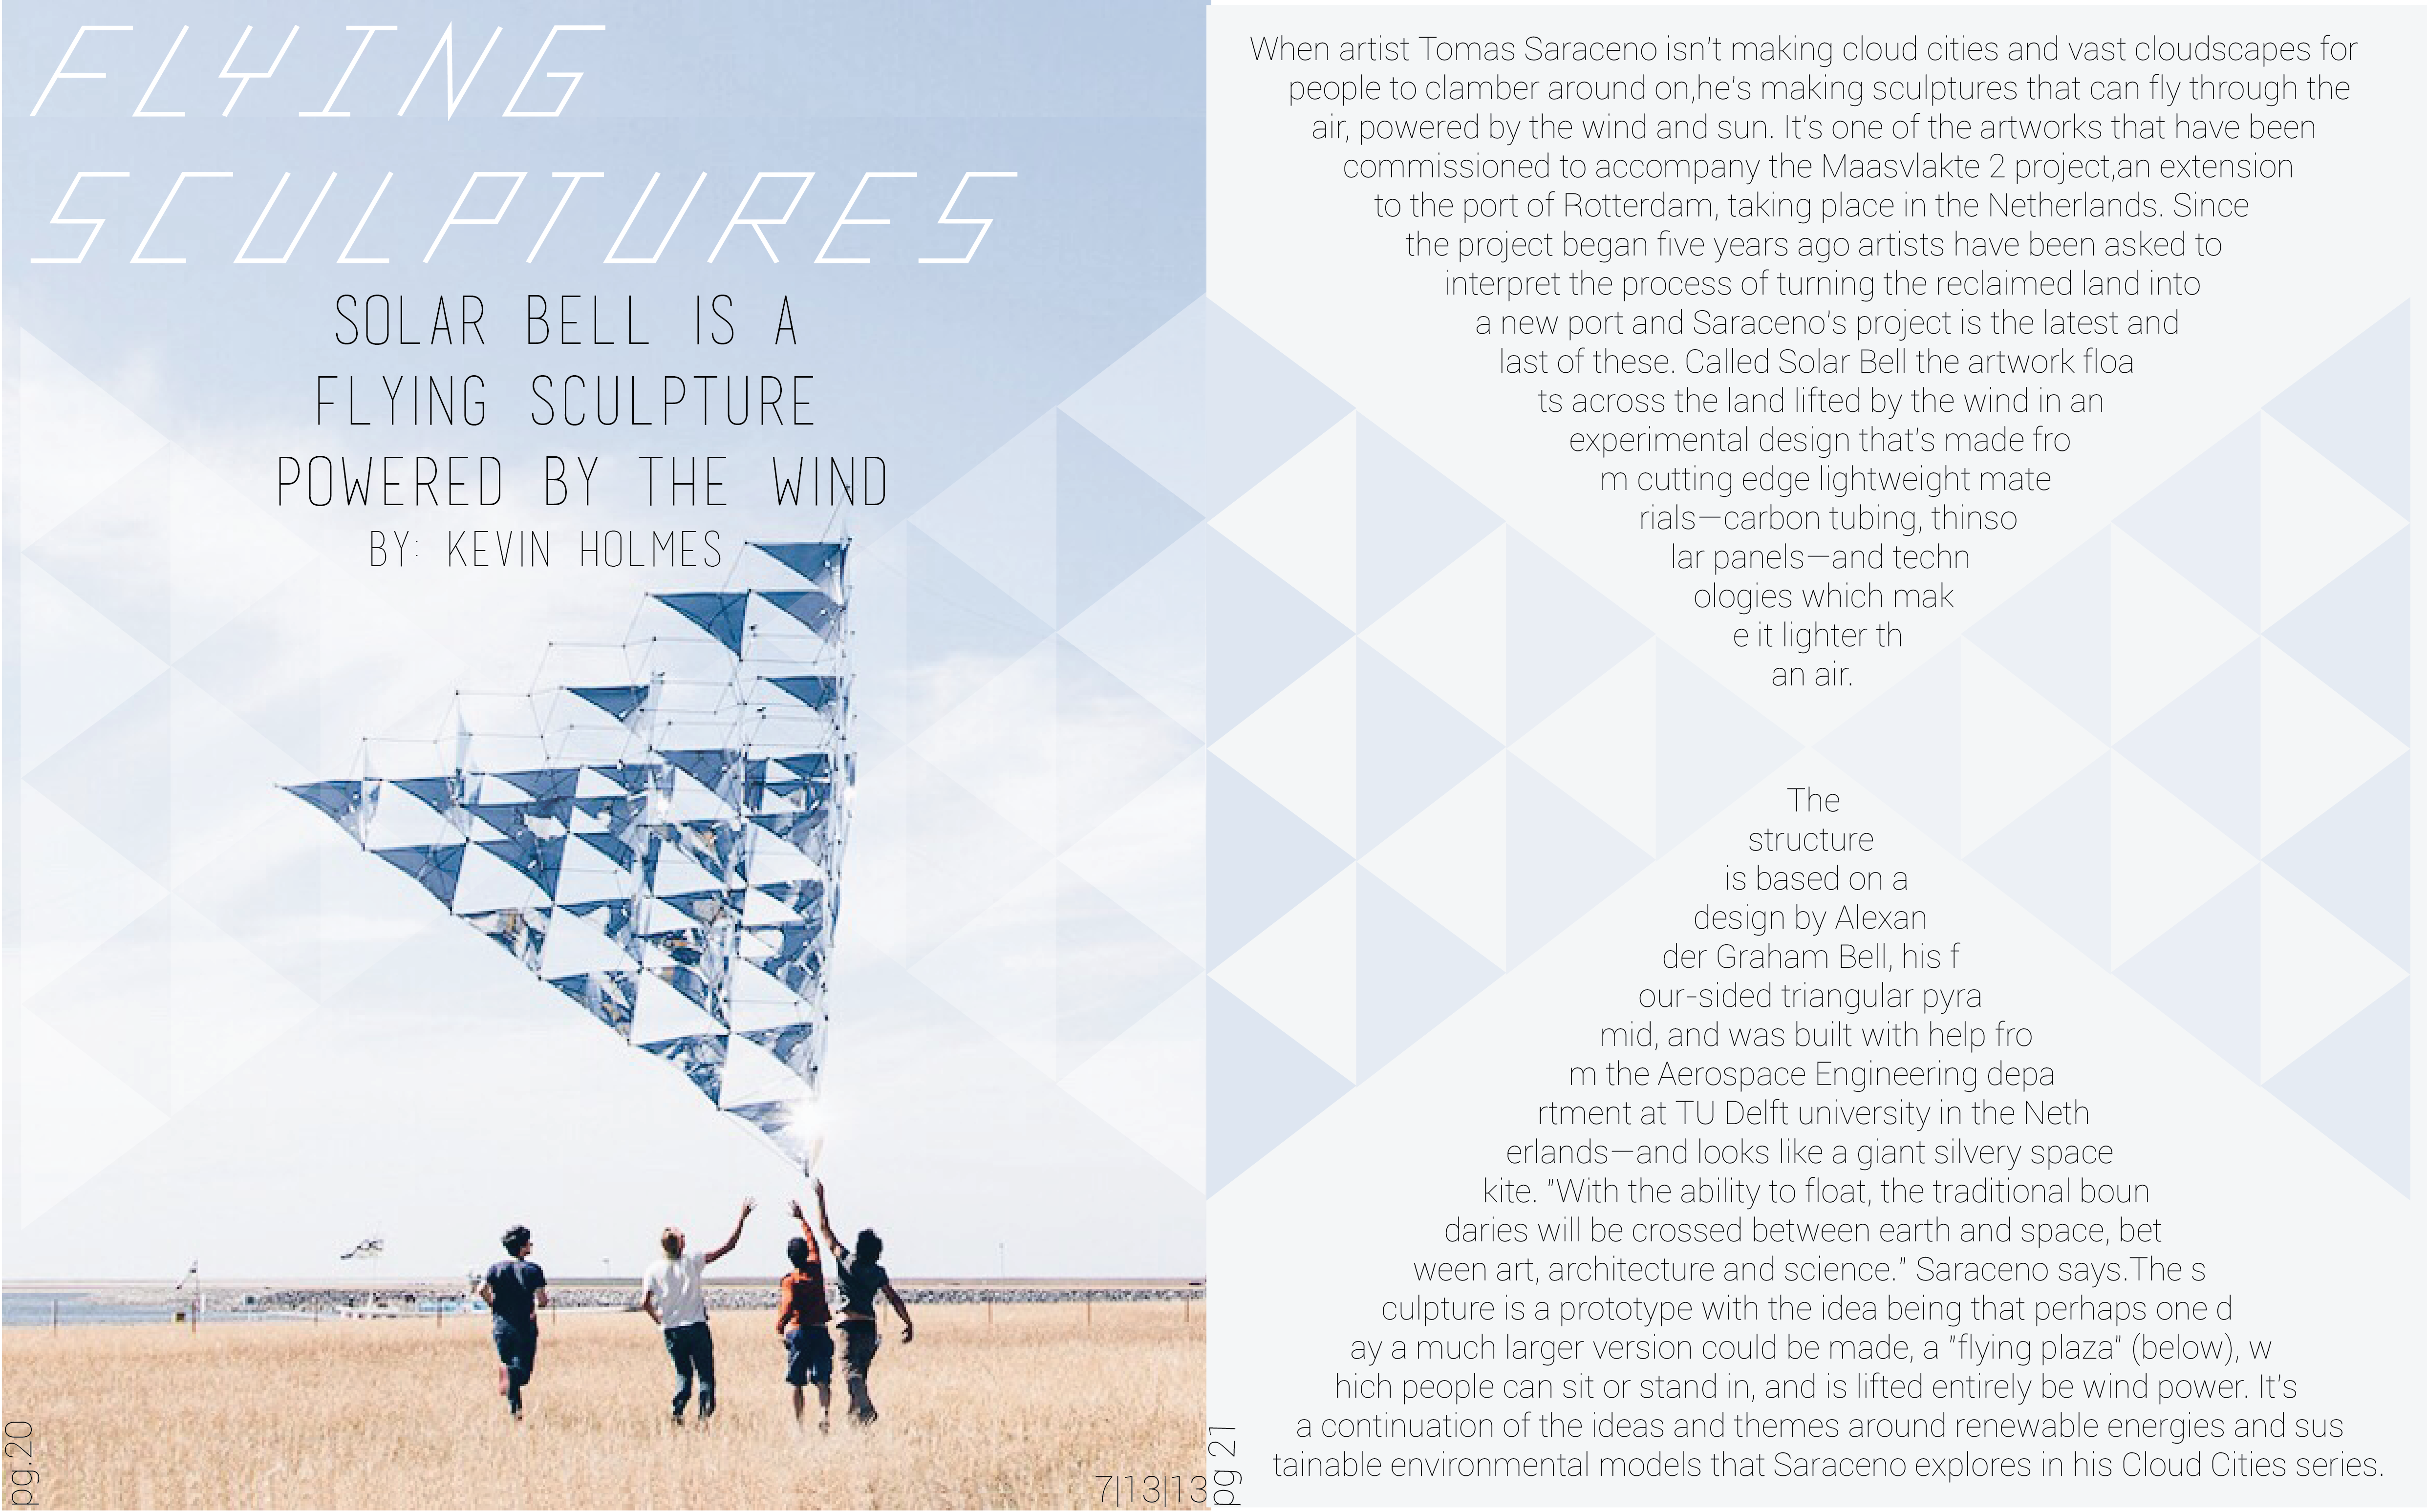 FLYING
SCULPTURES
SOLAR BELL IS A
FLYING SCULPTURE
POWERED BY THE WIND
BY: KEVIN HOLMES
pg.20
7|13|13
When artist Tomas Saraceno isn't making cloud cities and vast cloudscapes for
people to clamber around on,he's making sculptures that can fly through the
air, powered by the wind and sun. It's one of the artworks that have been
commissioned to accompany the Maasvlakte 2 project,an extension
to the port of Rotterdam, taking place in the Netherlands. Since
the project began five years ago artists have been asked to
interpret the process of turning the reclaimed land into
a new port and Saraceno's project is the latest and
last of these. Called Solar Bell the artwork floa
ts across the land lifted by the wind in an
experimental design that's made fro
m cutting edge lightweight mate
rials—carbon tubing, thinso
lar panels—and techn
ologies which mak
e it lighter th
an air.
The
structure
is based on a
design by Alexan
der Graham Bell, his f
our-sided triangular pyra
mid, and was built with help fro
m the Aerospace Engineering depa
rtment at TU Delft university in the Neth
erlands—and looks like a giant silvery space
kite. "With the ability to float, the traditional boun
daries will be crossed between earth and space, bet
ween art, architecture and science." Saraceno says.The s
culpture is a prototype with the idea being that perhaps one d
ay a much larger version could be made, a "flying plaza" (below), w
hich people can sit or stand in, and is lifted entirely be wind power. It's
a continuation of the ideas and themes around renewable energies and sus
tainable environmental models that Saraceno explores in his Cloud Cities series.
pg 21